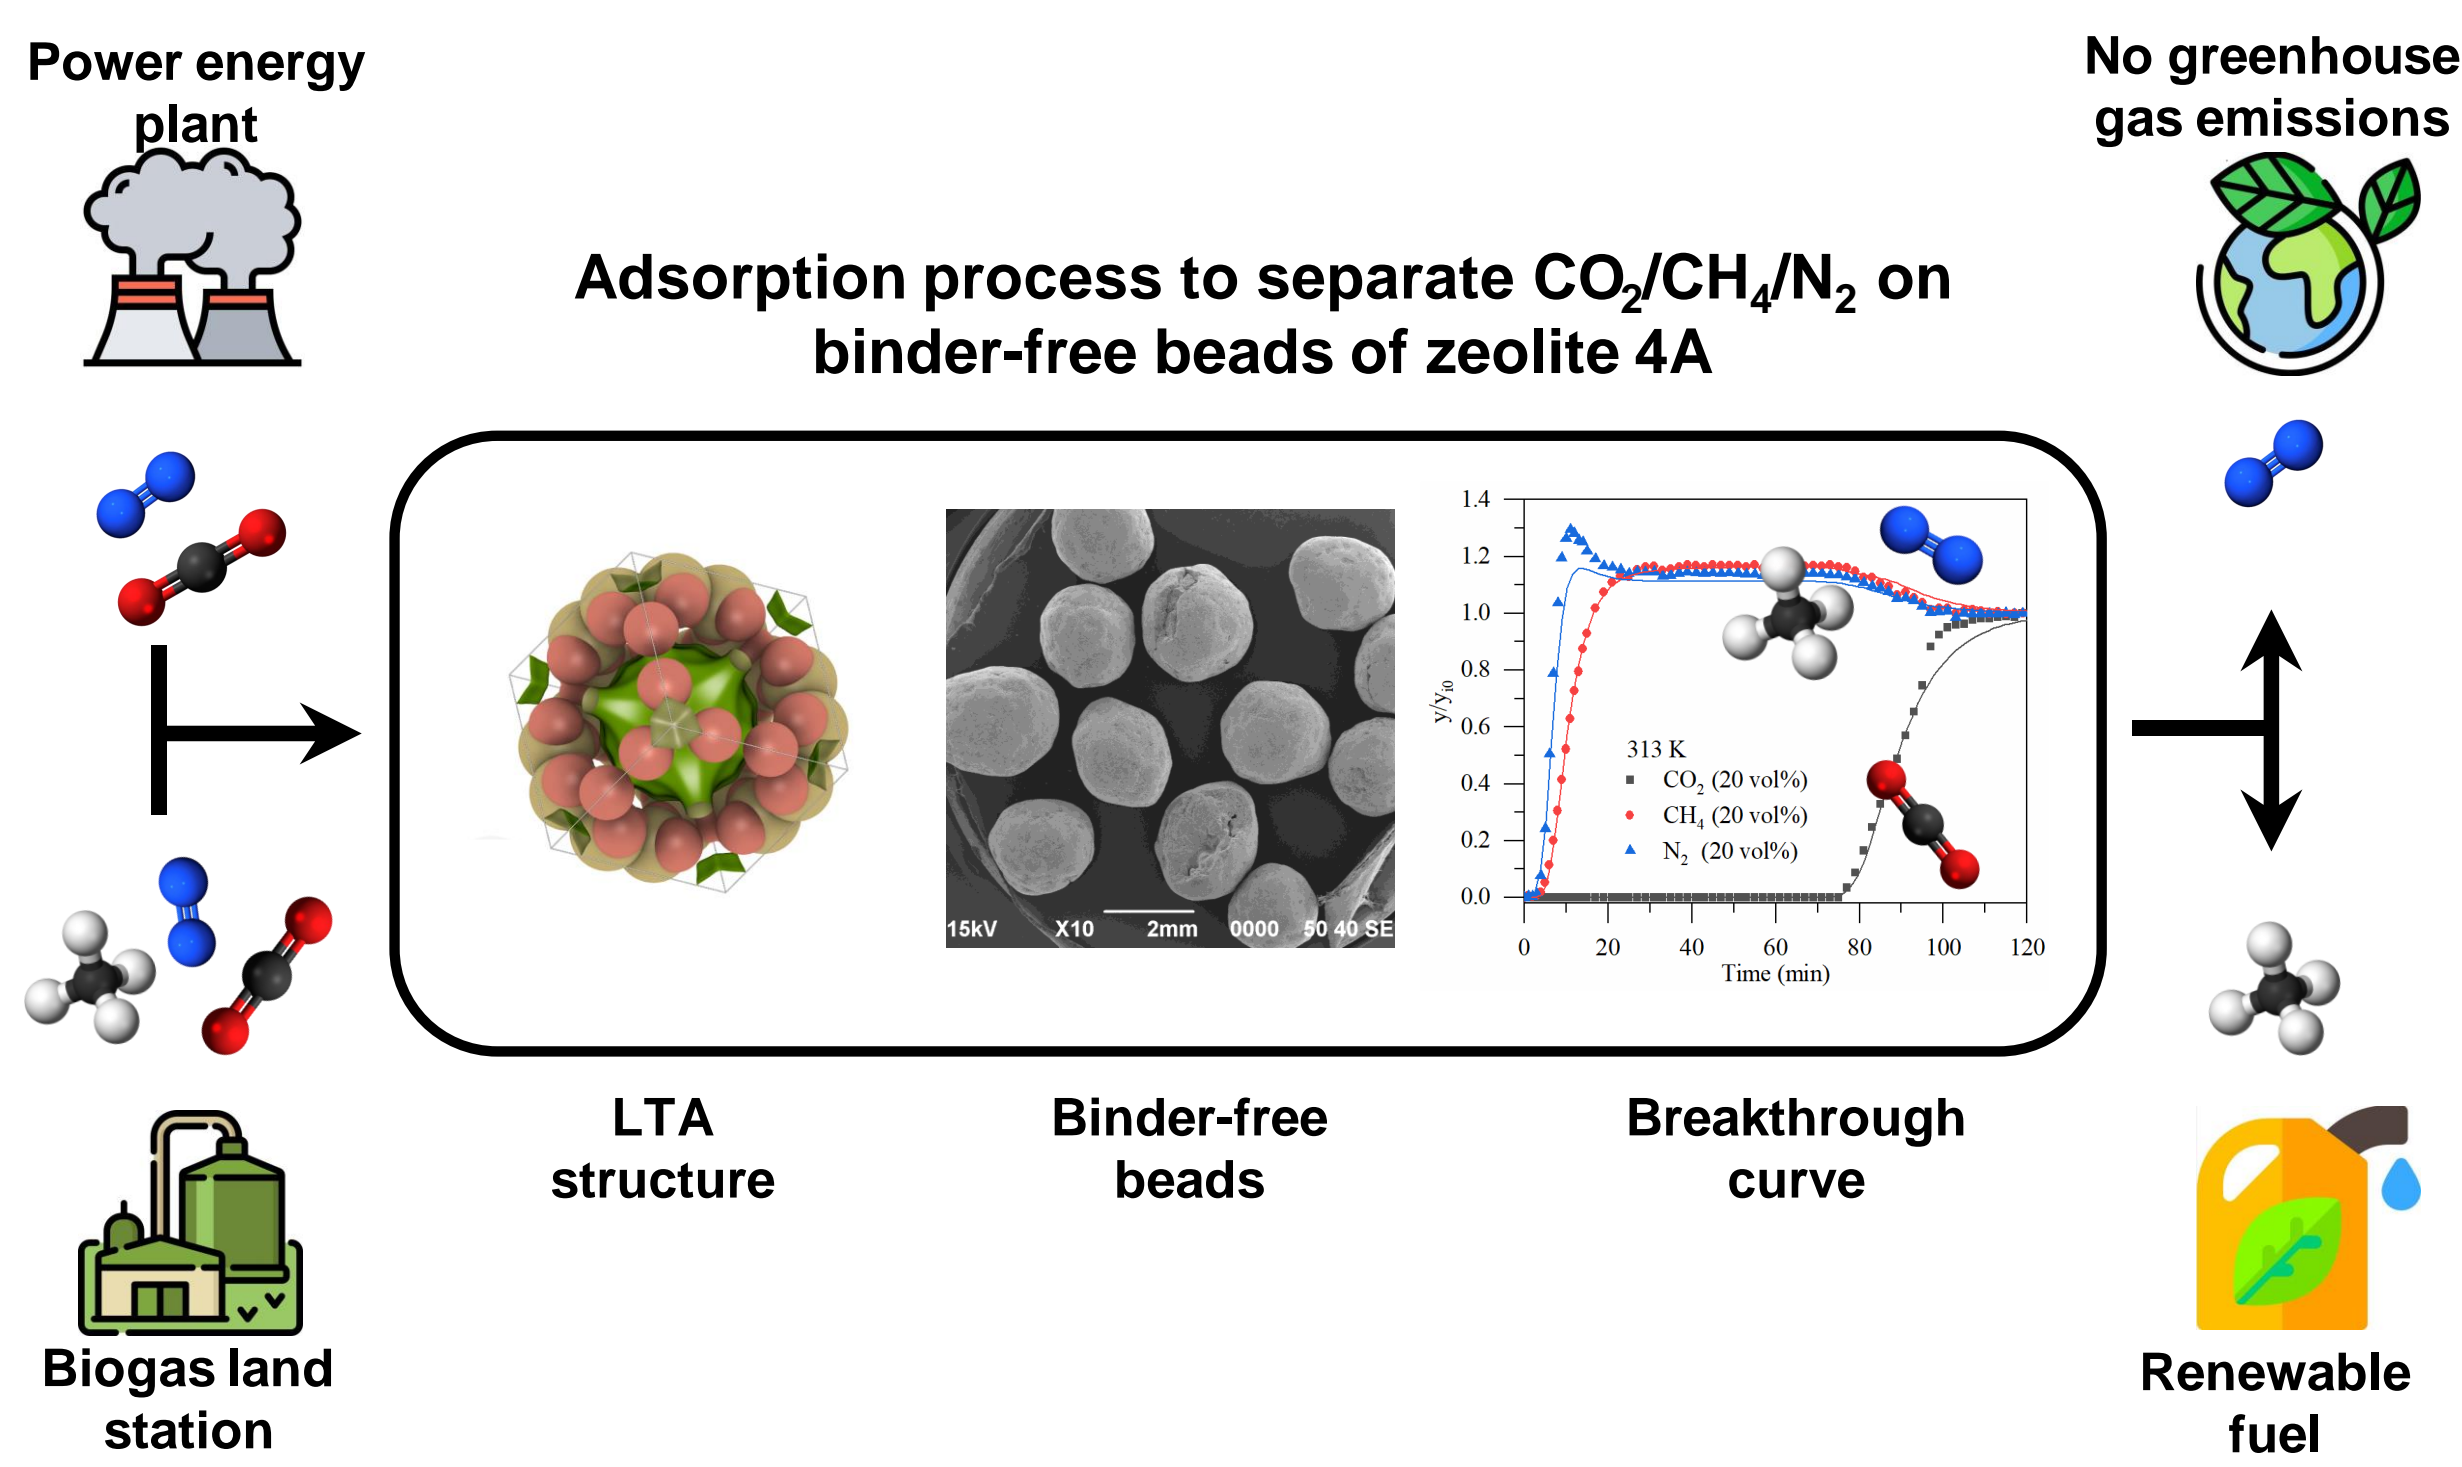 Power energy
plant
No greenhouse
gas emissions
Adsorption process to separate CO₂/CH₄/N₂ on
binder-free beads of zeolite 4A
15kV X10 2mm 0000 50 40 SE
1.4
1.2
1.0
0.8
0.6
0.4
0.2
0.0
y/yᵢ₀
313 K
CO₂ (20 vol%)
CH₄ (20 vol%)
N₂ (20 vol%)
0 20 40 60 80 100 120
Time (min)
LTA
structure
Binder-free
beads
Breakthrough
curve
Biogas land
station
Renewable
fuel